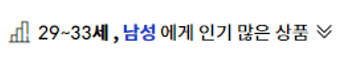 29~33세 , 남성 에게 인기 많은 상품